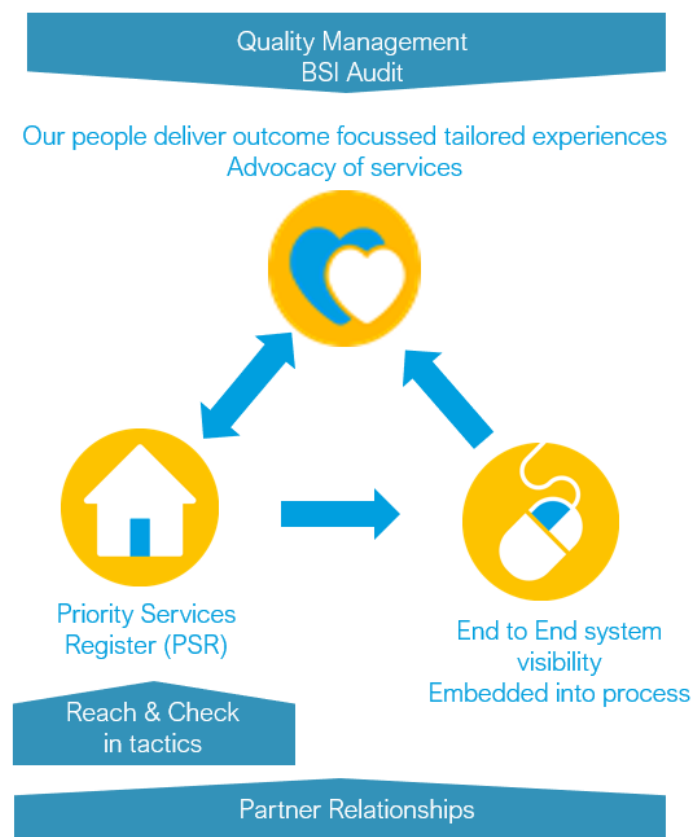 Quality Management
BSI Audit
Our people deliver outcome focussed tailored experiences
Advocacy of services
Priority Services
Register (PSR)
End to End system
visibility
Embedded into process
Reach & Check
in tactics
Partner Relationships